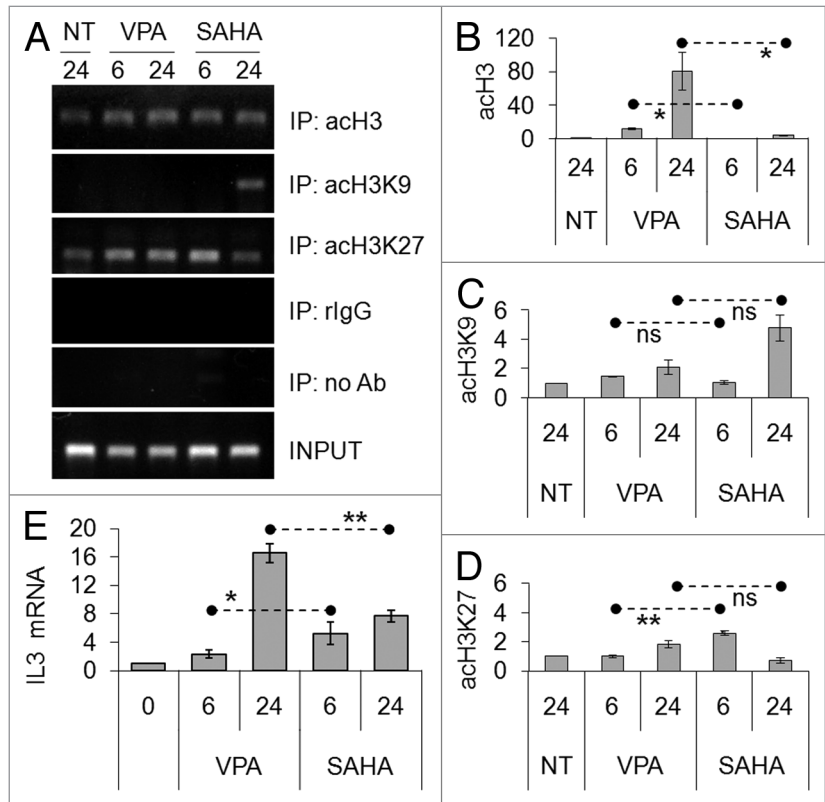 A
NT VPA SAHA
24 6 24 6 24
IP: acH3
IP: acH3K9
IP: acH3K27
IP: rIgG
IP: no Ab
INPUT
B
acH3
120
80
40
0
*
*
24 6 24 6 24
NT VPA SAHA
C
acH3K9
6
4
2
0
ns
ns
24 6 24 6 24
NT VPA SAHA
D
acH3K27
6
4
2
0
ns
**
24 6 24 6 24
NT VPA SAHA
E
IL3 mRNA
20
16
12
8
4
0
**
*
0 6 24 6 24
VPA SAHA